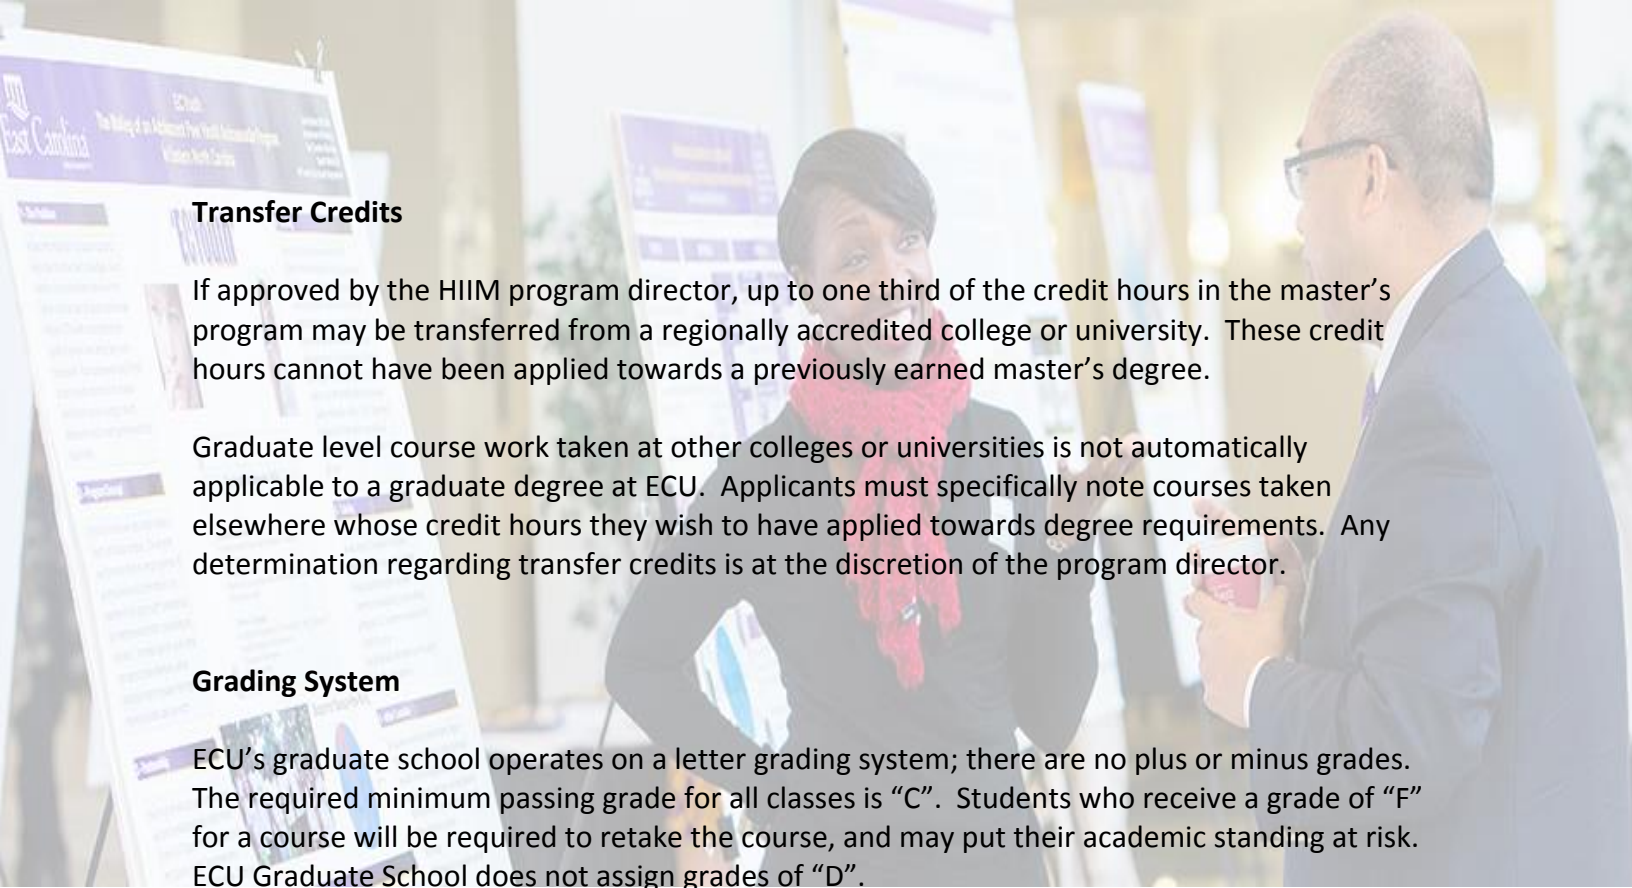 East Carolina
Transfer Credits
If approved by the HIIM program director, up to one third of the credit hours in the master’s
program may be transferred from a regionally accredited college or university.  These credit
hours cannot have been applied towards a previously earned master’s degree.
Graduate level course work taken at other colleges or universities is not automatically
applicable to a graduate degree at ECU.  Applicants must specifically note courses taken
elsewhere whose credit hours they wish to have applied towards degree requirements.  Any
determination regarding transfer credits is at the discretion of the program director.
Grading System
ECU’s graduate school operates on a letter grading system; there are no plus or minus grades.
The required minimum passing grade for all classes is “C”.  Students who receive a grade of “F”
for a course will be required to retake the course, and may put their academic standing at risk.
ECU Graduate School does not assign grades of “D”.